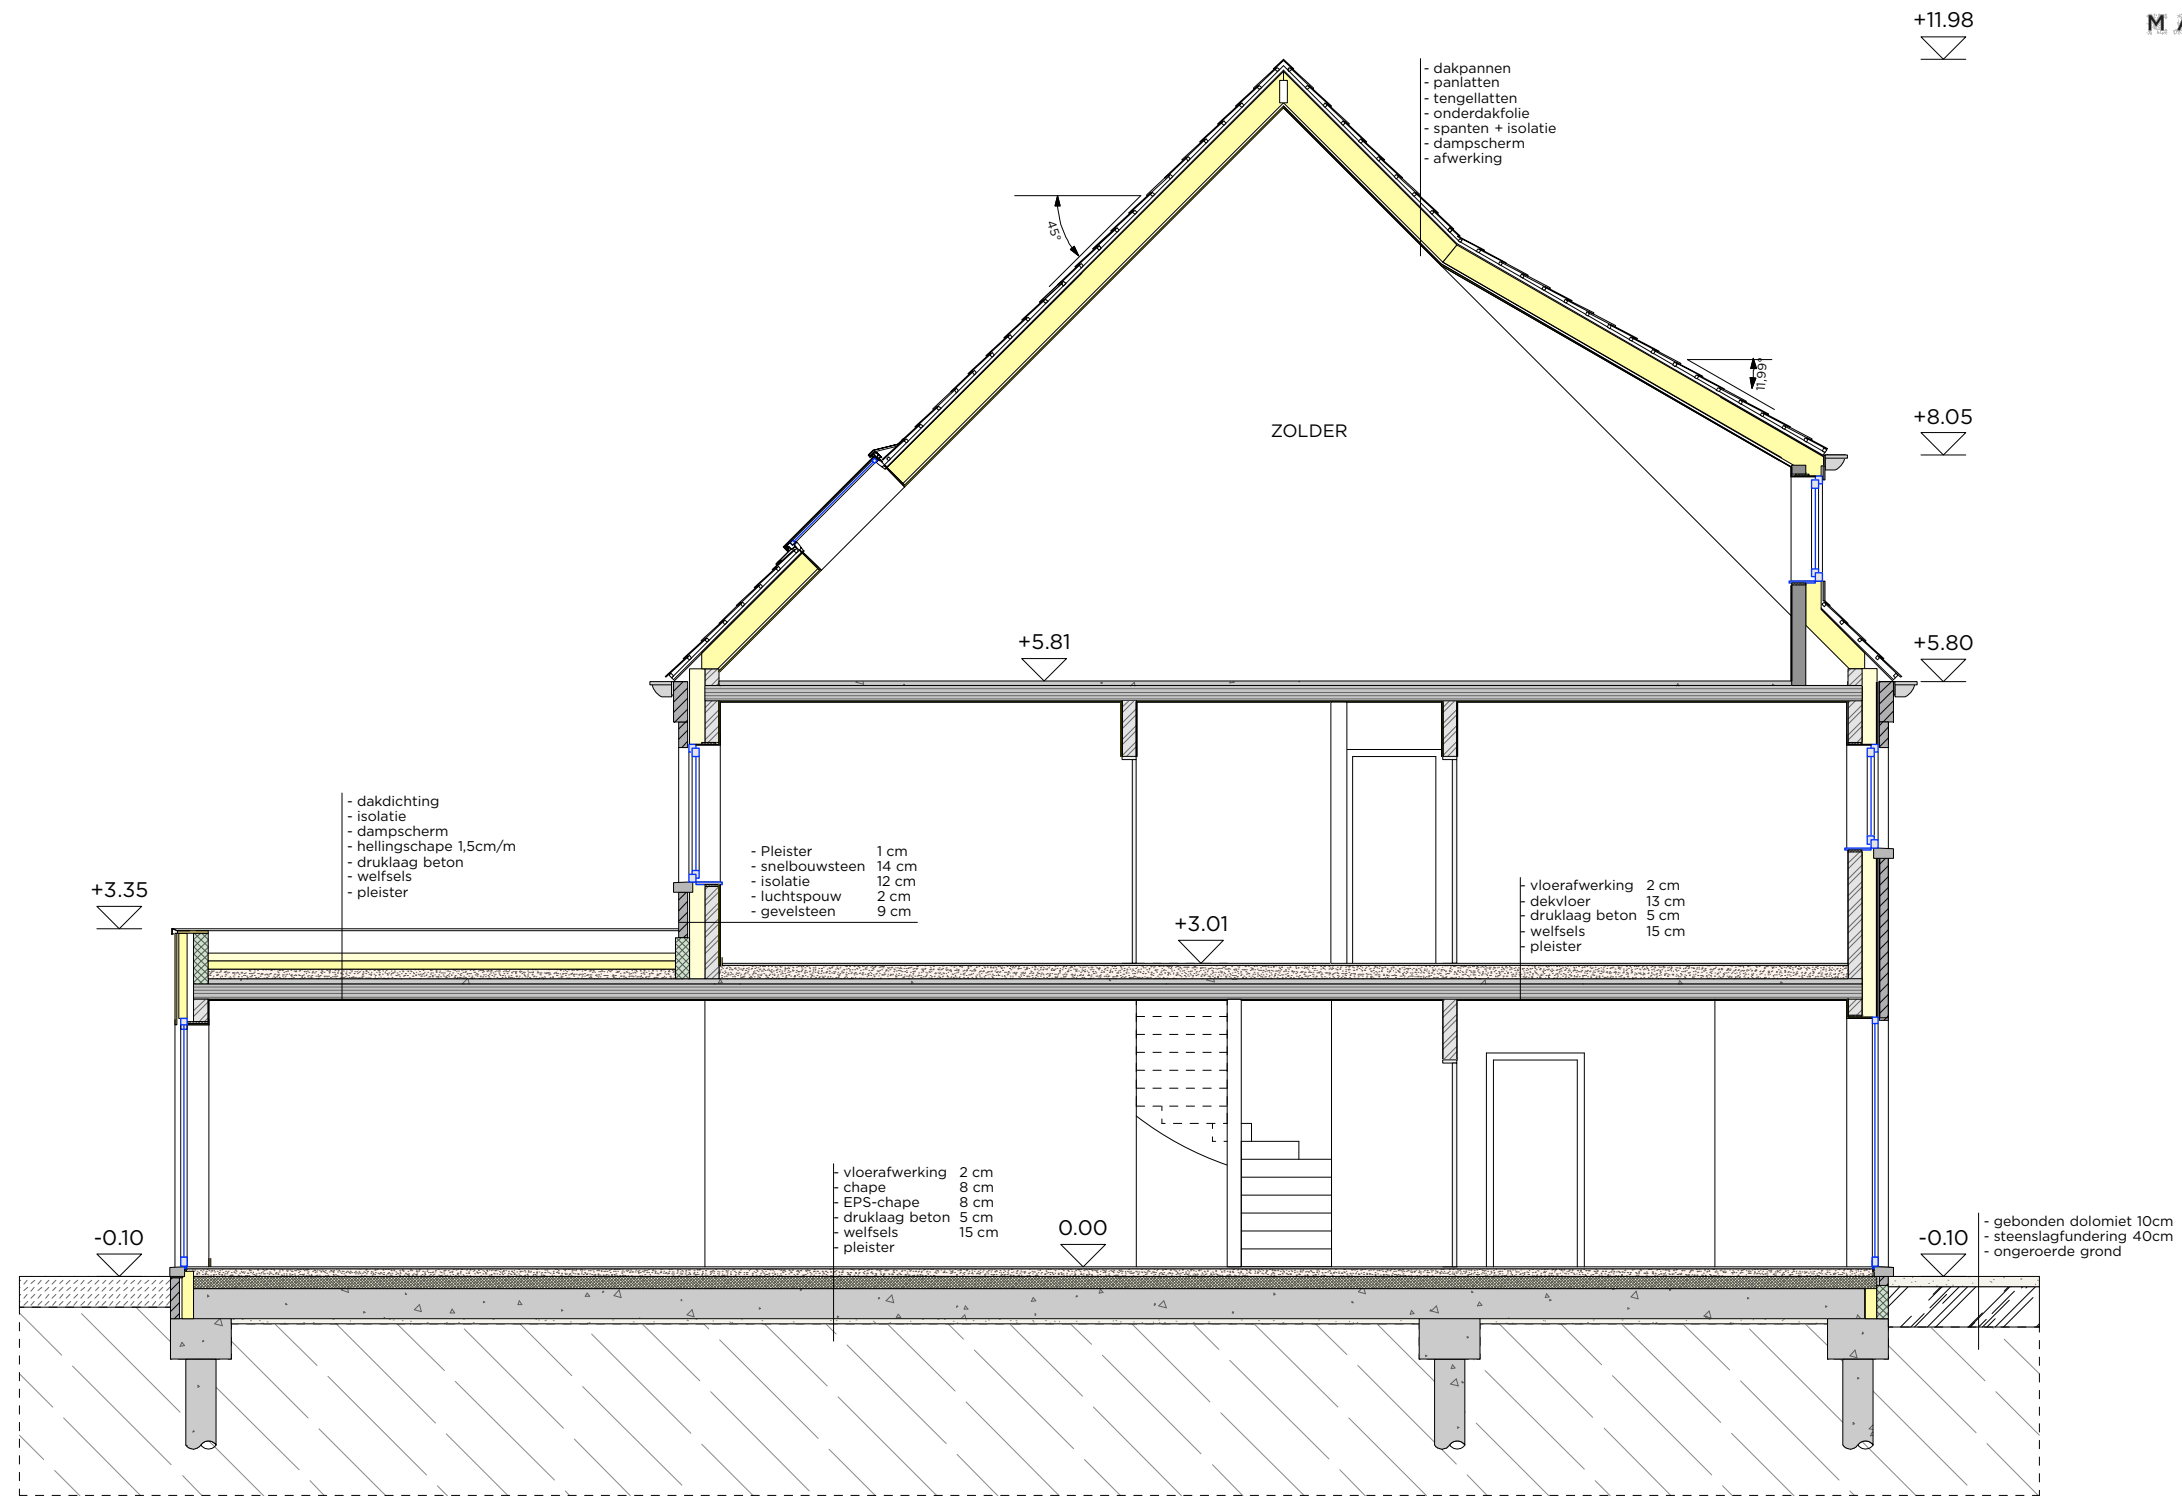 +11.98
M
- dakpannen
- panlatten
- tengellatten
- onderdakfolie
- spanten + isolatie
- dampscherm
- afwerking
45°
11,99°
ZOLDER
+8.05
+5.81
+5.80
- dakdichting
- isolatie
- dampscherm
- hellingschape 1,5cm/m
- druklaag beton
- welfsels
- pleister
- Pleister 1 cm
- snelbouwsteen 14 cm
- isolatie 12 cm
- luchtspouw 2 cm
- gevelsteen 9 cm
- vloerafwerking 2 cm
- dekvloer 13 cm
- druklaag beton 5 cm
- welfsels 15 cm
- pleister
+3.35
+3.01
- vloerafwerking 2 cm
- chape 8 cm
- EPS-chape 8 cm
- druklaag beton 5 cm
- welfsels 15 cm
- pleister
-0.10
0.00
-0.10
- gebonden dolomiet 10cm
- steenslagfundering 40cm
- ongeroerde grond